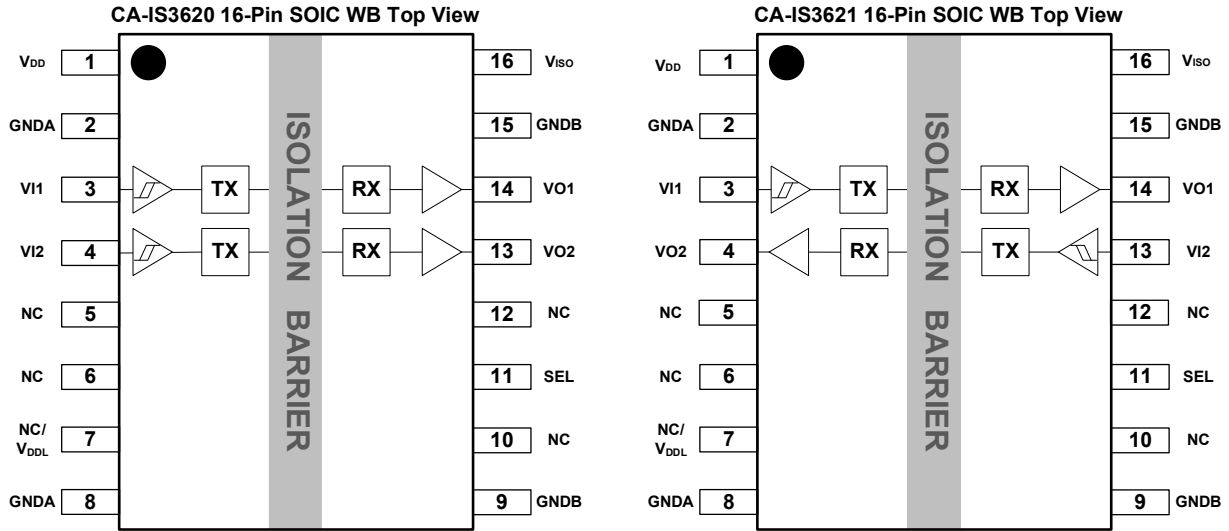 CA-IS3620 16-Pin SOIC WB Top View
VDD 1 16 VISO
GNDA 2 15 GNDB
VI1 3 TX RX 14 VO1
VI2 4 TX RX 13 VO2
NC 5 12 NC
NC 6 11 SEL
NC/
VDDL 7 10 NC
GNDA 8 9 GNDB
ISOLATION BARRIER
CA-IS3621 16-Pin SOIC WB Top View
VDD 1 16 VISO
GNDA 2 15 GNDB
VI1 3 TX RX 14 VO1
VO2 4 RX TX 13 VI2
NC 5 12 NC
NC 6 11 SEL
NC/
VDDL 7 10 NC
GNDA 8 9 GNDB
ISOLATION BARRIER